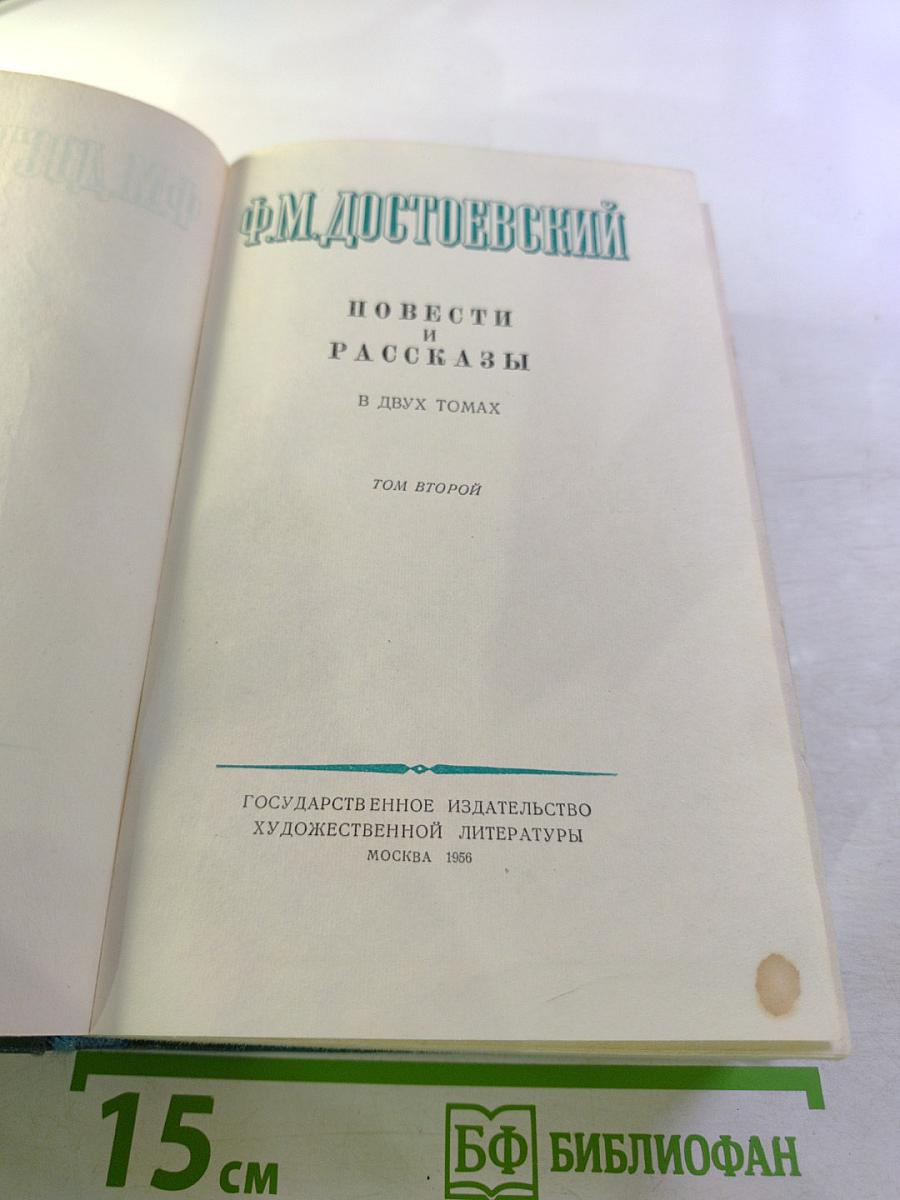 Ф.М.ДОСТОЕВСКИЙ
ПОВЕСТИ
И
РАССКАЗЫ
В ДВУХ ТОМАХ
ТОМ ВТОРОЙ
ГОСУДАРСТВЕННОЕ ИЗДАТЕЛЬСТВО
ХУДОЖЕСТВЕННОЙ ЛИТЕРАТУРЫ
МОСКВА 1956
15 см
БФ БИБЛИОФАН